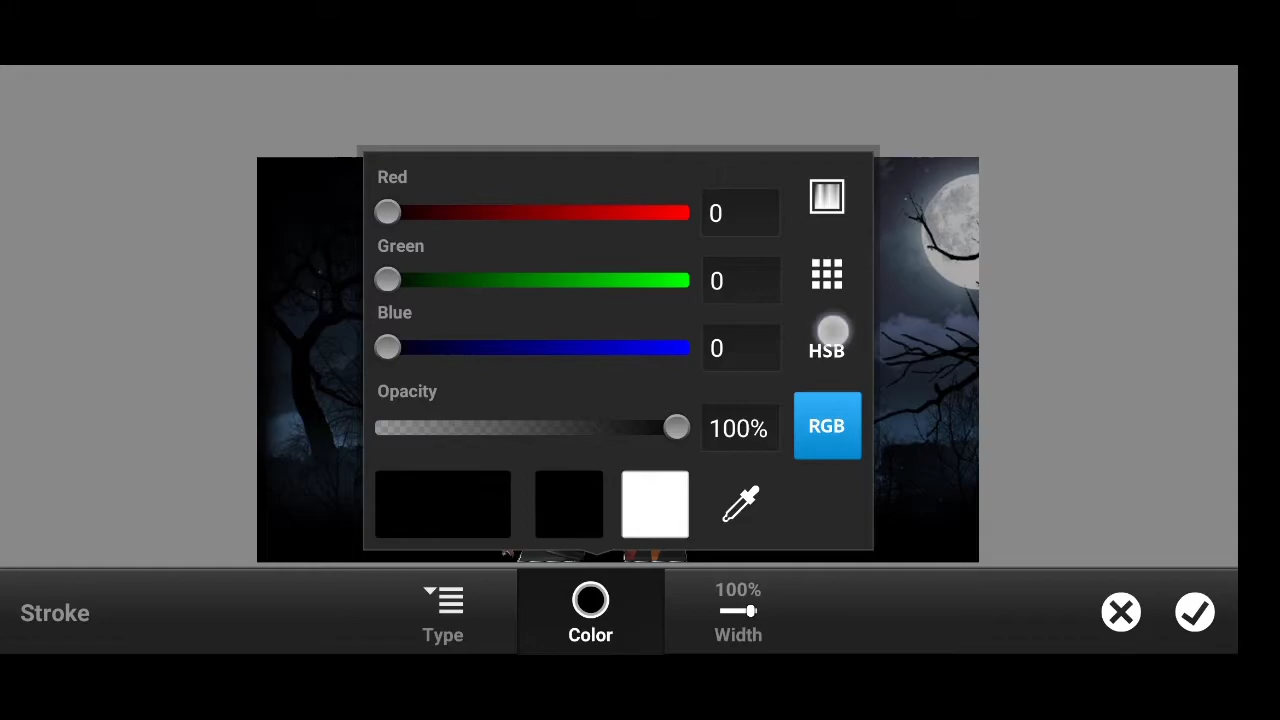 Red
0
Green
0
Blue
0
HSB
Opacity
100%
RGB
Stroke
Type
Color
100%
Width